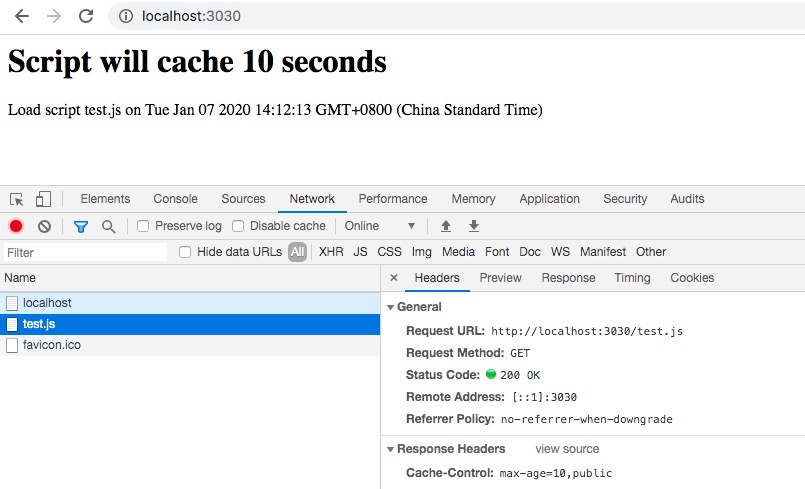 localhost:3030
Script will cache 10 seconds
Load script test.js on Tue Jan 07 2020 14:12:13 GMT+0800 (China Standard Time)
Elements Console Sources Network Performance Memory Application Security Audits
Preserve log Disable cache Online
Filter Hide data URLs All XHR JS CSS Img Media Font Doc WS Manifest Other
Name × Headers Preview Response Timing Cookies
localhost
test.js
favicon.ico
General
Request URL: http://localhost:3030/test.js
Request Method: GET
Status Code: 200 OK
Remote Address: [::1]:3030
Referrer Policy: no-referrer-when-downgrade
Response Headers view source
Cache-Control: max-age=10,public